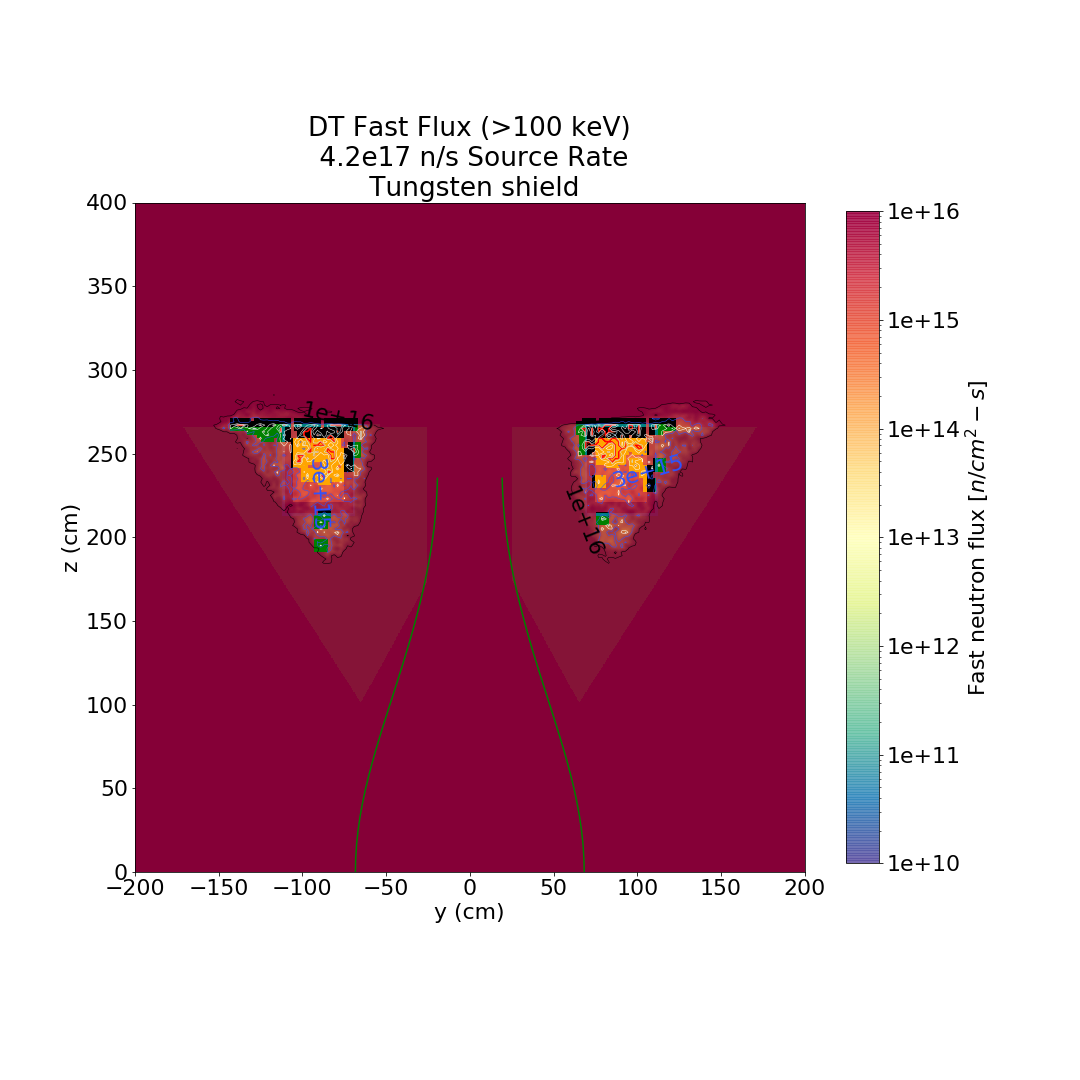 DT Fast Flux (>100 keV)
4.2e17 n/s Source Rate
Tungsten shield
400
350
300
250
200
150
100
50
0
z (cm)
−200
−150
−100
−50
0
50
100
150
200
y (cm)
1e+16
3e+15
3e+15
1e+16
1e+16
1e+15
1e+14
1e+13
1e+12
1e+11
1e+10
Fast neutron flux [n/cm² − s]